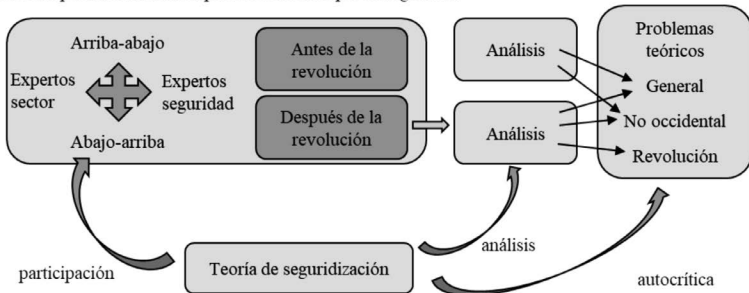 Arriba-abajo
Expertos
sector
Expertos
seguridad
Abajo-arriba
Antes de la
revolución
Después de la
revolución
Análisis
Análisis
Problemas
teóricos
General
No occidental
Revolución
participación
Teoría de seguridización
análisis
autocrítica